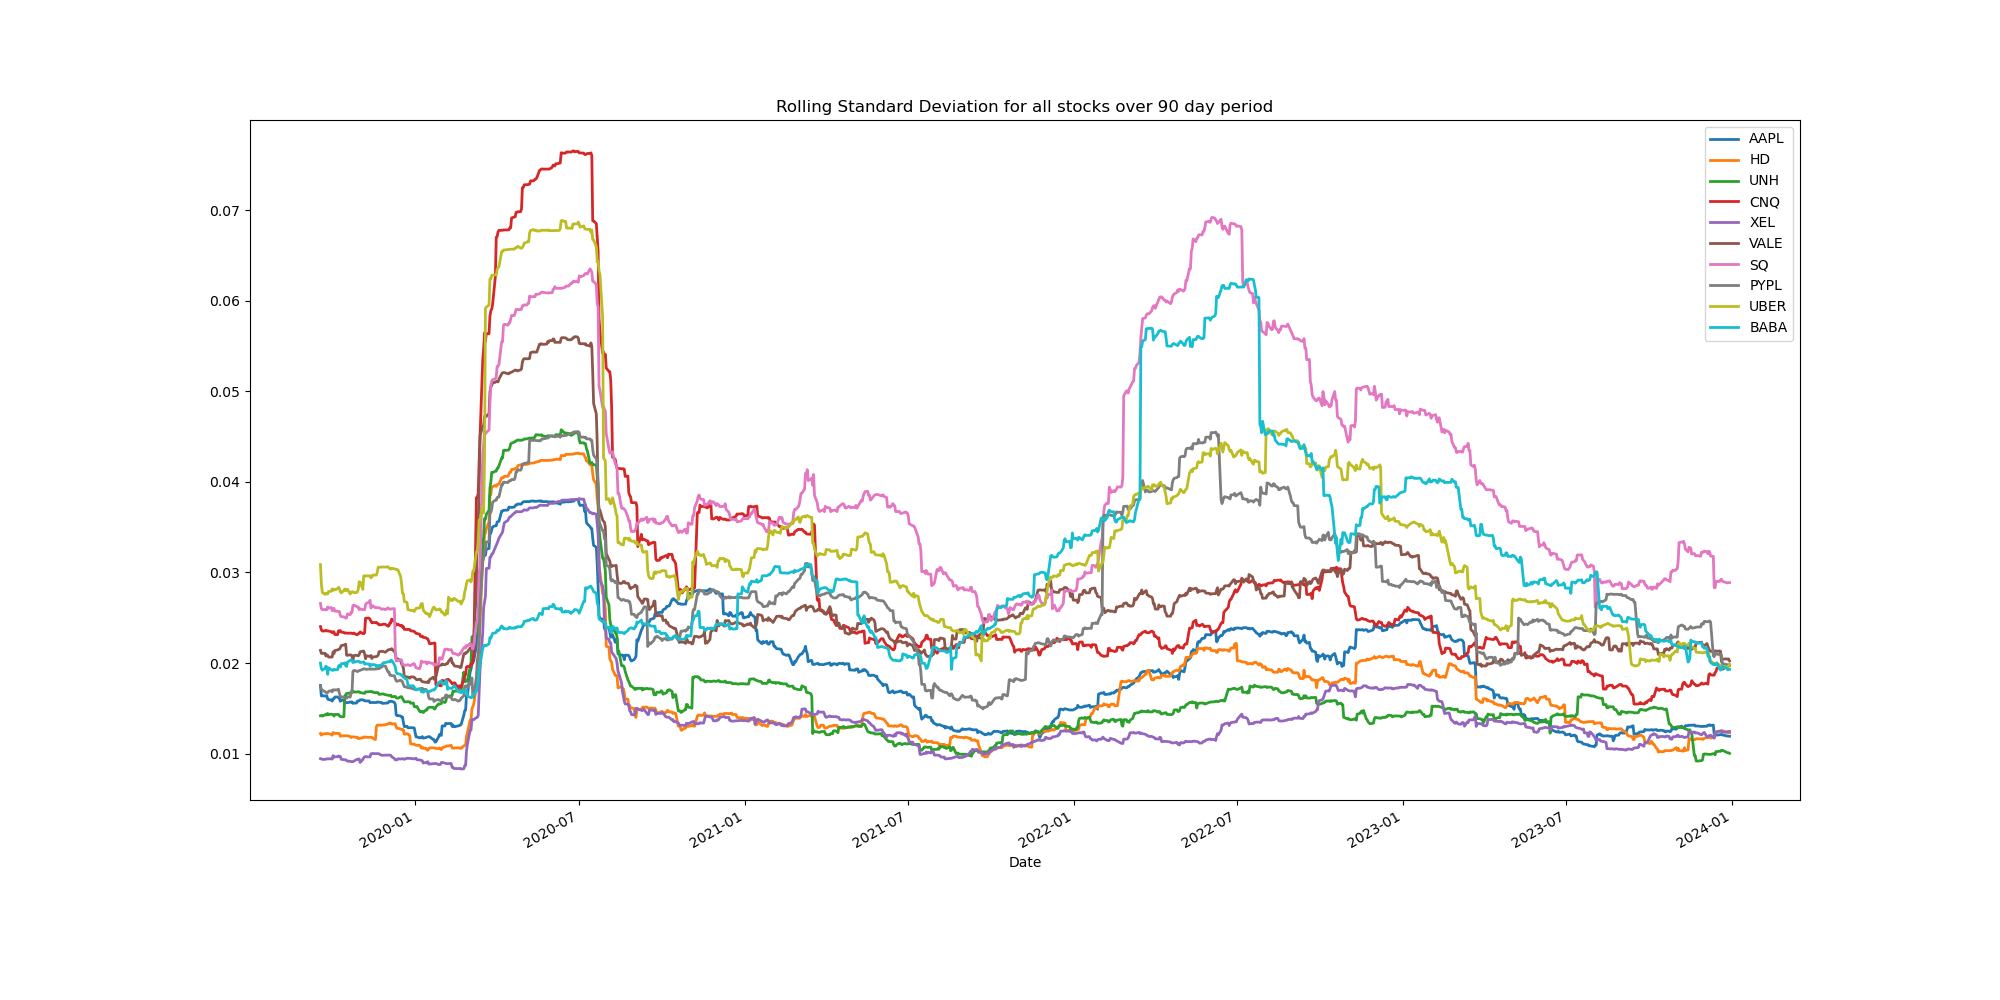 Rolling Standard Deviation for all stocks over 90 day period
AAPL
HD
UNH
CNQ
XEL
VALE
SQ
PYPL
UBER
BABA
0.07
0.06
0.05
0.04
0.03
0.02
0.01
2020-01
2020-07
2021-01
2021-07
2022-01
2022-07
2023-01
2023-07
2024-01
Date